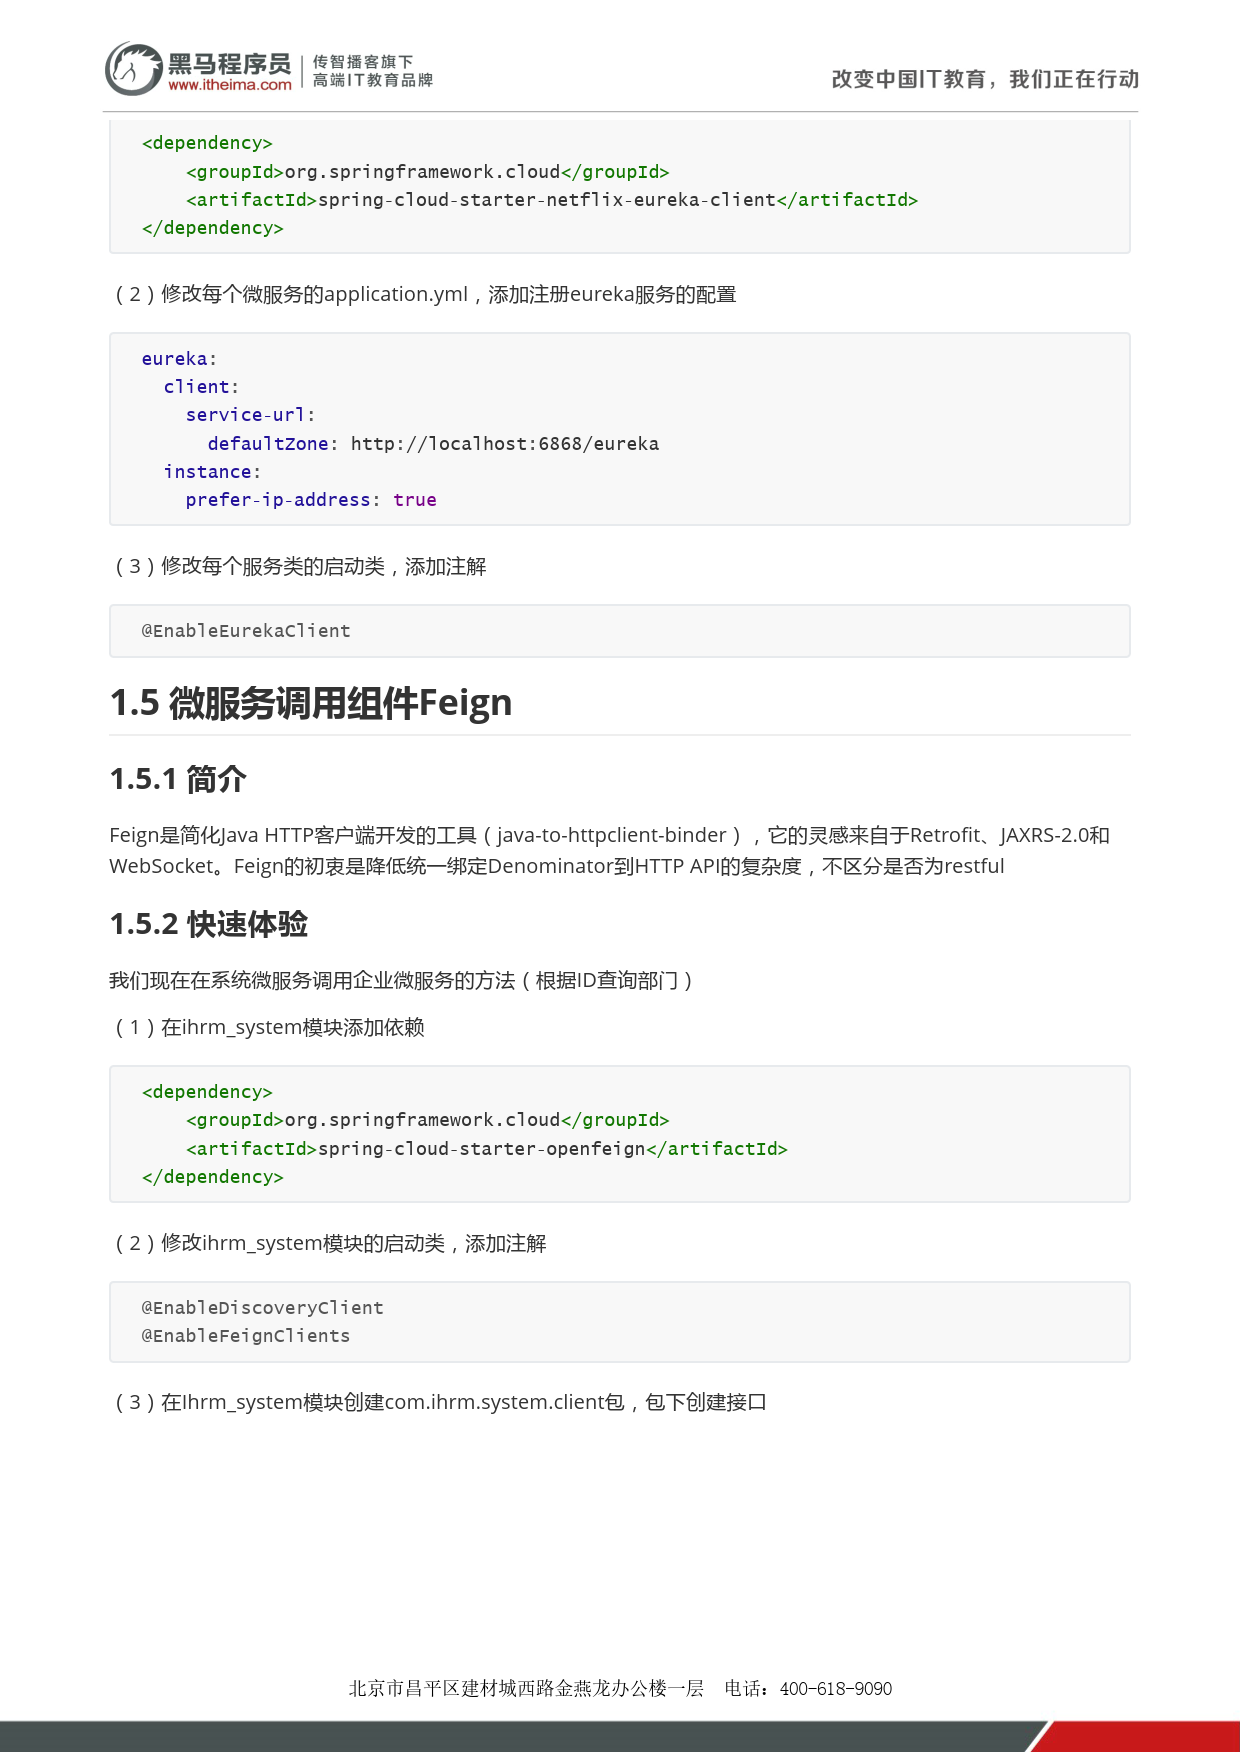 黑马程序员
www.itheima.com
传智播客旗下
高端IT教育品牌
改变中国IT教育，我们正在行动
<dependency>
    <groupId>org.springframework.cloud</groupId>
    <artifactId>spring-cloud-starter-netflix-eureka-client</artifactId>
</dependency>
（2）修改每个微服务的application.yml，添加注册eureka服务的配置
eureka:
  client:
    service-url:
      defaultZone: http://localhost:6868/eureka
  instance:
    prefer-ip-address: true
（3）修改每个服务类的启动类，添加注解
@EnableEurekaClient
1.5 微服务调用组件Feign
1.5.1 简介
Feign是简化Java HTTP客户端开发的工具（java-to-httpclient-binder），它的灵感来自于Retrofit、JAXRS-2.0和
WebSocket。Feign的初衷是降低统一绑定Denominator到HTTP API的复杂度，不区分是否为restful
1.5.2 快速体验
我们现在在系统微服务调用企业微服务的方法（根据ID查询部门）
（1）在ihrm_system模块添加依赖
<dependency>
    <groupId>org.springframework.cloud</groupId>
    <artifactId>spring-cloud-starter-openfeign</artifactId>
</dependency>
（2）修改ihrm_system模块的启动类，添加注解
@EnableDiscoveryClient
@EnableFeignClients
（3）在Ihrm_system模块创建com.ihrm.system.client包，包下创建接口
北京市昌平区建材城西路金燕龙办公楼一层 电话：400-618-9090